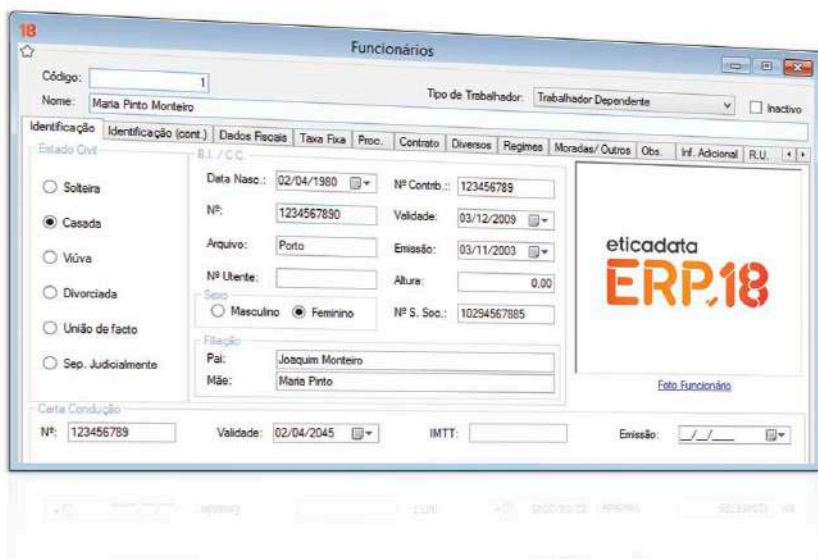 18
Funcionários
Código: 1
Tipo de Trabalhador: Trabalhador Dependente Inactivo
Nome: Maria Pinto Monteiro
Identificação Identificação (cont.) Dados Fiscais Taxa Fixa Proc. Contrato Diversos Regimes Moradas/Outros Obs. Inf. Adicional R.U.
Estado Civil
Solteira
Casada
Viúva
Divorciada
União de facto
Sep. Judicialmente
B.I. / C.C.
Data Nasc.: 02/04/1980 Nº Contrib.: 123456789
Nº: 1234567890 Validade: 03/12/2009
Arquivo: Porto Emissão: 03/11/2003
Nº Utente: Altura: 0.00
Sexo
Masculino Feminino Nº S. Soc.: 10294567885
Filiação
Pai: Joaquim Monteiro
Mãe: Maria Pinto
eticadata
ERP.18
Foto Funcionário
Carta Condução
Nº: 123456789 Validade: 02/04/2045 IMTT: Emissão: __/__/____